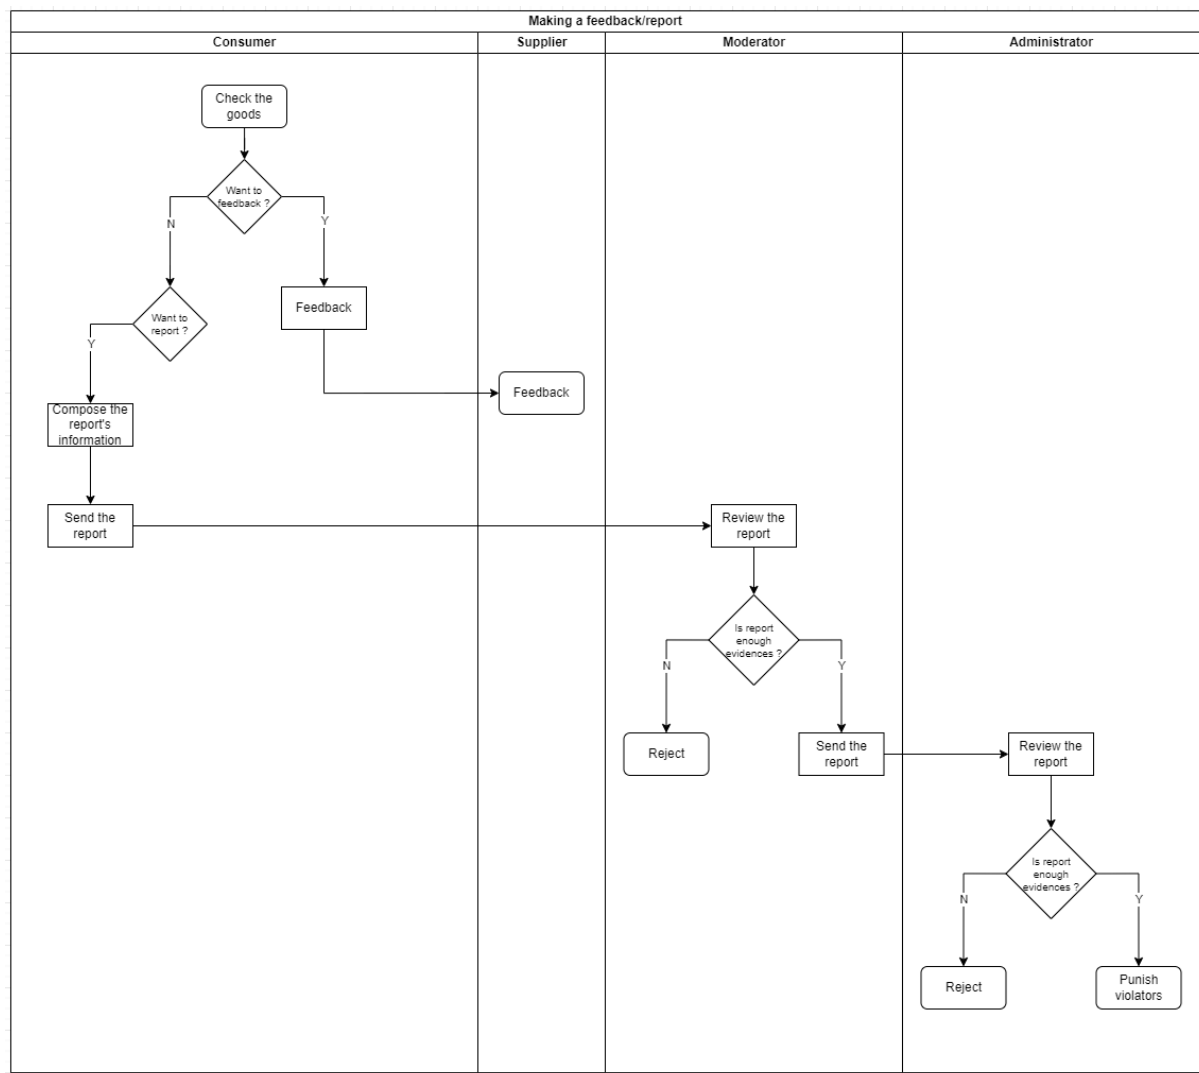 Making a feedback/report
Consumer
Supplier
Moderator
Administrator
Check the
goods
Want to
feedback ?
N
Y
Want to
report ?
Feedback
Y
Feedback
Compose the
report's
information
Send the
report
Review the
report
Is report
enough
evidences ?
N
Y
Reject
Send the
report
Review the
report
Is report
enough
evidences ?
N
Y
Reject
Punish
violators